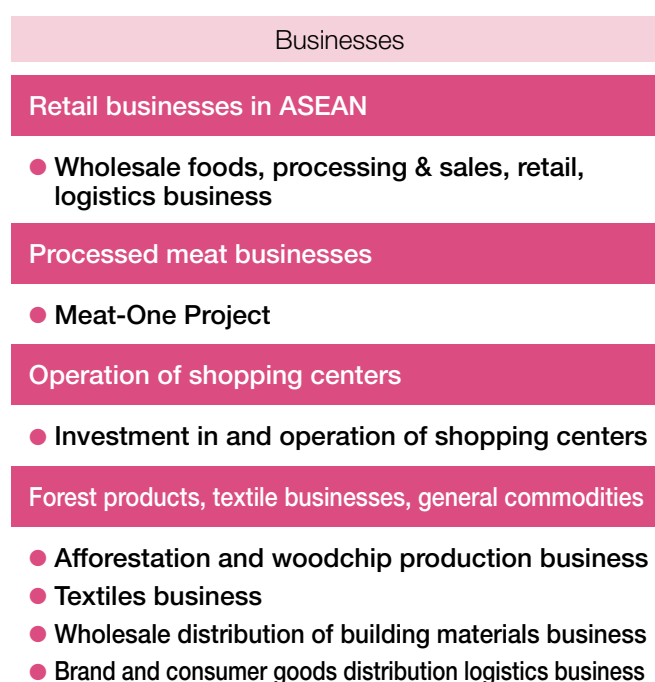 Businesses
Retail businesses in ASEAN
● Wholesale foods, processing & sales, retail,
logistics business
Processed meat businesses
● Meat-One Project
Operation of shopping centers
● Investment in and operation of shopping centers
Forest products, textile businesses, general commodities
● Afforestation and woodchip production business
● Textiles business
● Wholesale distribution of building materials business
● Brand and consumer goods distribution logistics business